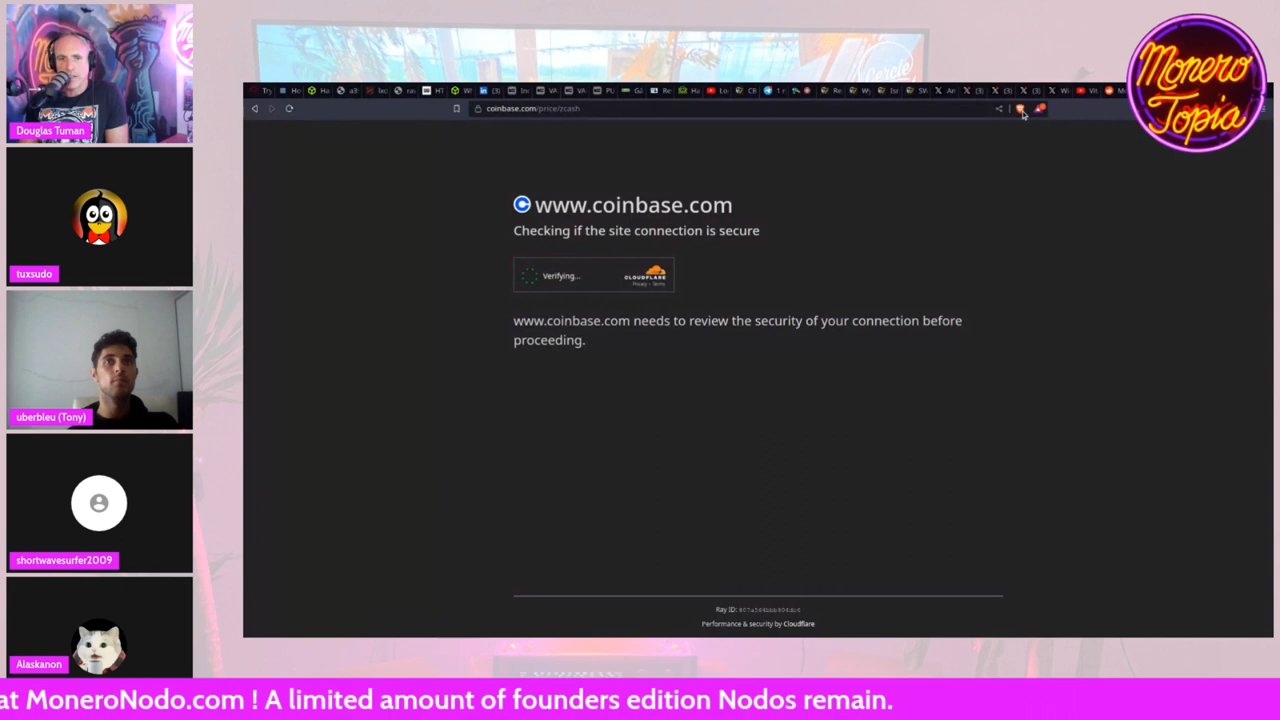 Douglas Tuman
tuxsudo
uberbleu (Tony)
shortwavesurfer2009
Alaskanon
coinbase.com/price/zcash
www.coinbase.com
Checking if the site connection is secure
Verifying...
CLOUDFLARE
Privacy - Terms
www.coinbase.com needs to review the security of your connection before
proceeding.
Ray ID:
Performance & security by Cloudflare
Monero
Topia
at MoneroNodo.com ! A limited amount of founders edition Nodos remain.